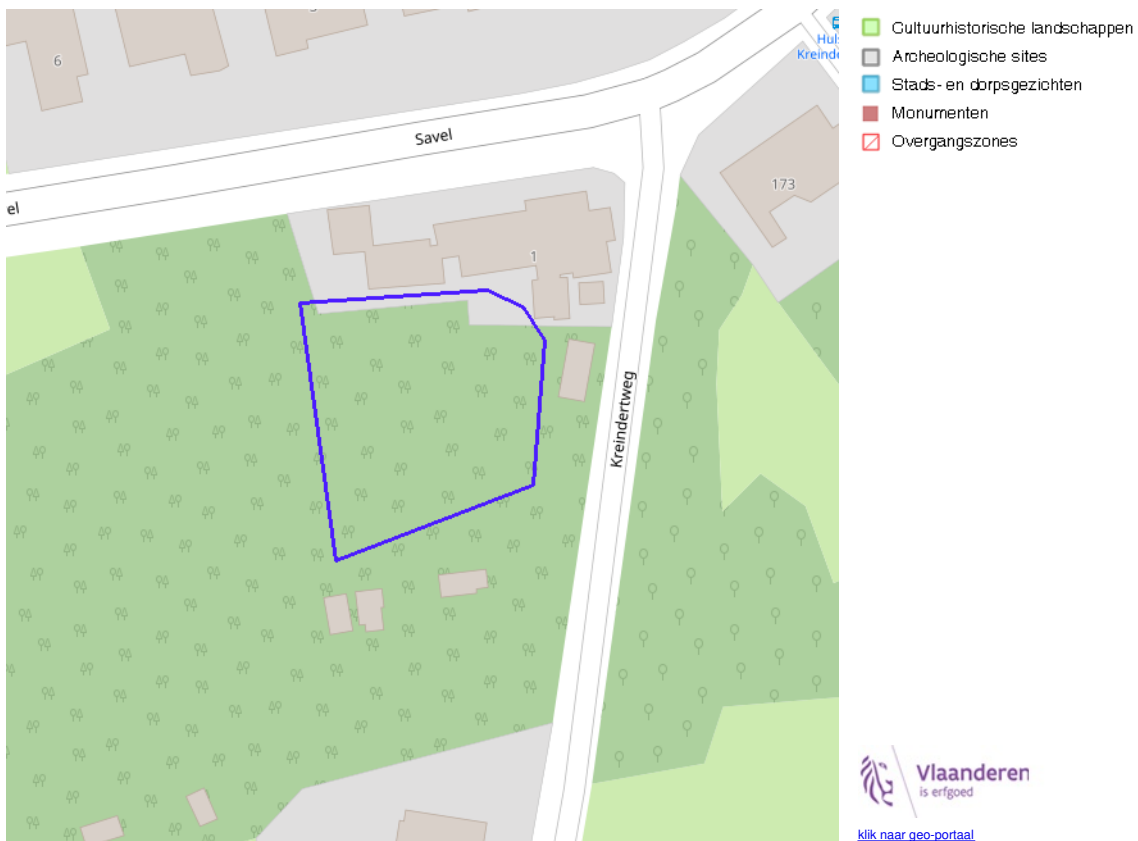 6
Savel
el
1
173
Kreindertweg
Cultuurhistorische landschappen
Archeologische sites
Stads- en dorpsgezichten
Monumenten
Overgangszones
Vlaanderen
is erfgoed
klik naar geo-portaal